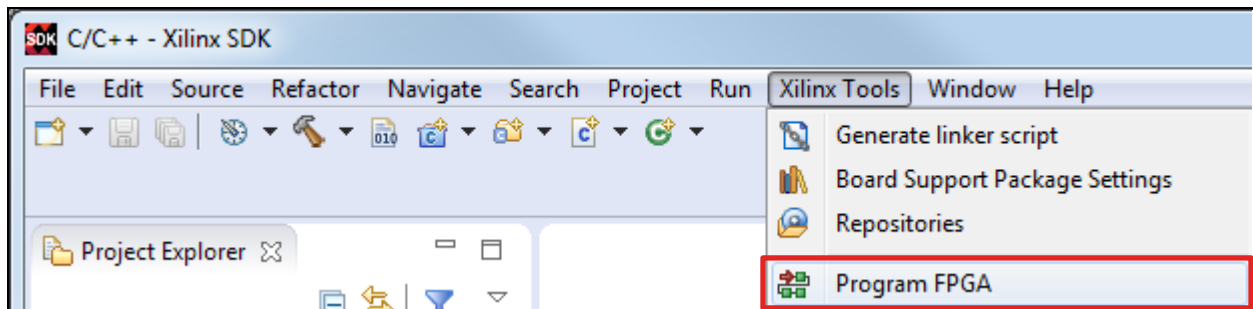 SDK C/C++ - Xilinx SDK
File Edit Source Refactor Navigate Search Project Run Xilinx Tools Window Help
010 C C C
Generate linker script
Board Support Package Settings
Repositories
Project Explorer
Program FPGA